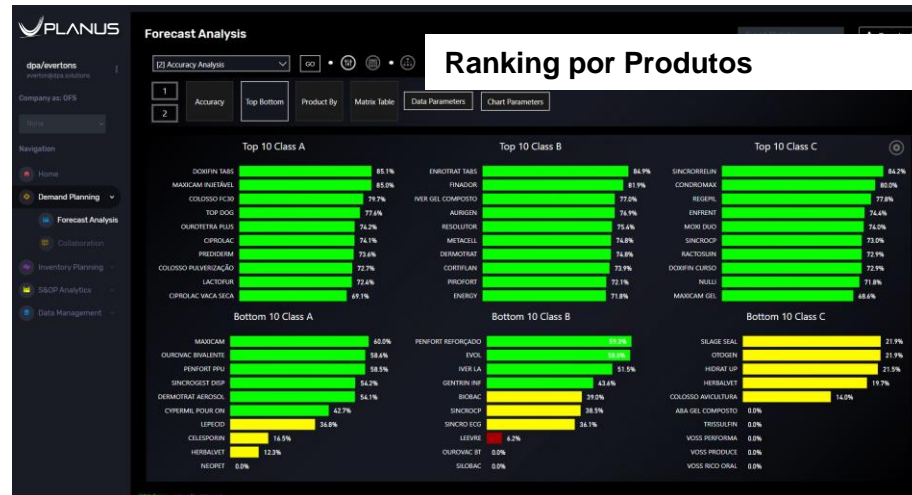 PLANUS
Forecast Analysis
Ranking por Produtos
dpa/evertons
everton@dpa.solutions
Company as: OFS
None
Navigation
Home
Demand Planning
Forecast Analysis
Collaboration
Inventory Planning
S&OP Analytics
Data Management
[2] Accuracy Analysis
GO
1
2
Accuracy
Top Bottom
Product By
Matrix Table
Data Parameters
Chart Parameters
Top 10 Class A
DOXIFIN TABS 85.1%
MAXICAM INJETÁVEL 85.0%
COLOSSO FC30 79.7%
TOP DOG 77.6%
OUROTETRA PLUS 74.2%
CIPROLAC 74.1%
PREDIDERM 73.6%
COLOSSO PULVERIZAÇÃO 72.7%
LACTOFUR 72.4%
CIPROLAC VACA SECA 69.1%
Top 10 Class B
ENROTRAT TABS 84.9%
FINADOR 81.9%
IVER GEL COMPOSTO 77.0%
AURIGEN 76.9%
RESOLUTOR 75.4%
METACELL 74.8%
DERMOTRAT 74.8%
CORTIFLAN 73.9%
PIROFORT 72.1%
ENERGY 71.8%
Top 10 Class C
SINCRORRELIN 84.2%
CONDROMAX 80.0%
REGEPIL 77.8%
ENFRENT 74.4%
MOXI DUO 74.0%
SINCROCP 73.0%
RACTOSUIN 72.9%
DOXIFIN CURSO 72.9%
NULLI 71.8%
MAXICAM GEL 68.6%
Bottom 10 Class A
MAXICAM 60.0%
OUROVAC BIVALENTE 58.6%
PENFORT PPU 58.5%
SINCROGEST DISP 54.2%
DERMOTRAT AEROSOL 54.1%
CYPERMIL POUR ON 42.7%
LEPECID 36.8%
CELESPORIN 16.5%
HERBALVET 12.3%
NEOPET 0.0%
Bottom 10 Class B
PENFORT REFORÇADO
EVOL
IVER LA 51.5%
GENTRIN INF 43.6%
BIOBAC 39.0%
SINCROCP 38.5%
SINCRO ECG 36.1%
LEEVRE 6.2%
OUROVAC BT 0.0%
SILOBAC 0.0%
Bottom 10 Class C
SILAGE SEAL 21.9%
OTOGEN 21.9%
HIDRAT UP 21.5%
HERBALVET 19.7%
COLOSSO AVICULTURA 14.0%
ABA GEL COMPOSTO 0.0%
TRISSULFIN 0.0%
VOSS PERFORMA 0.0%
VOSS PRODUCE 0.0%
VOSS RICO ORAL 0.0%